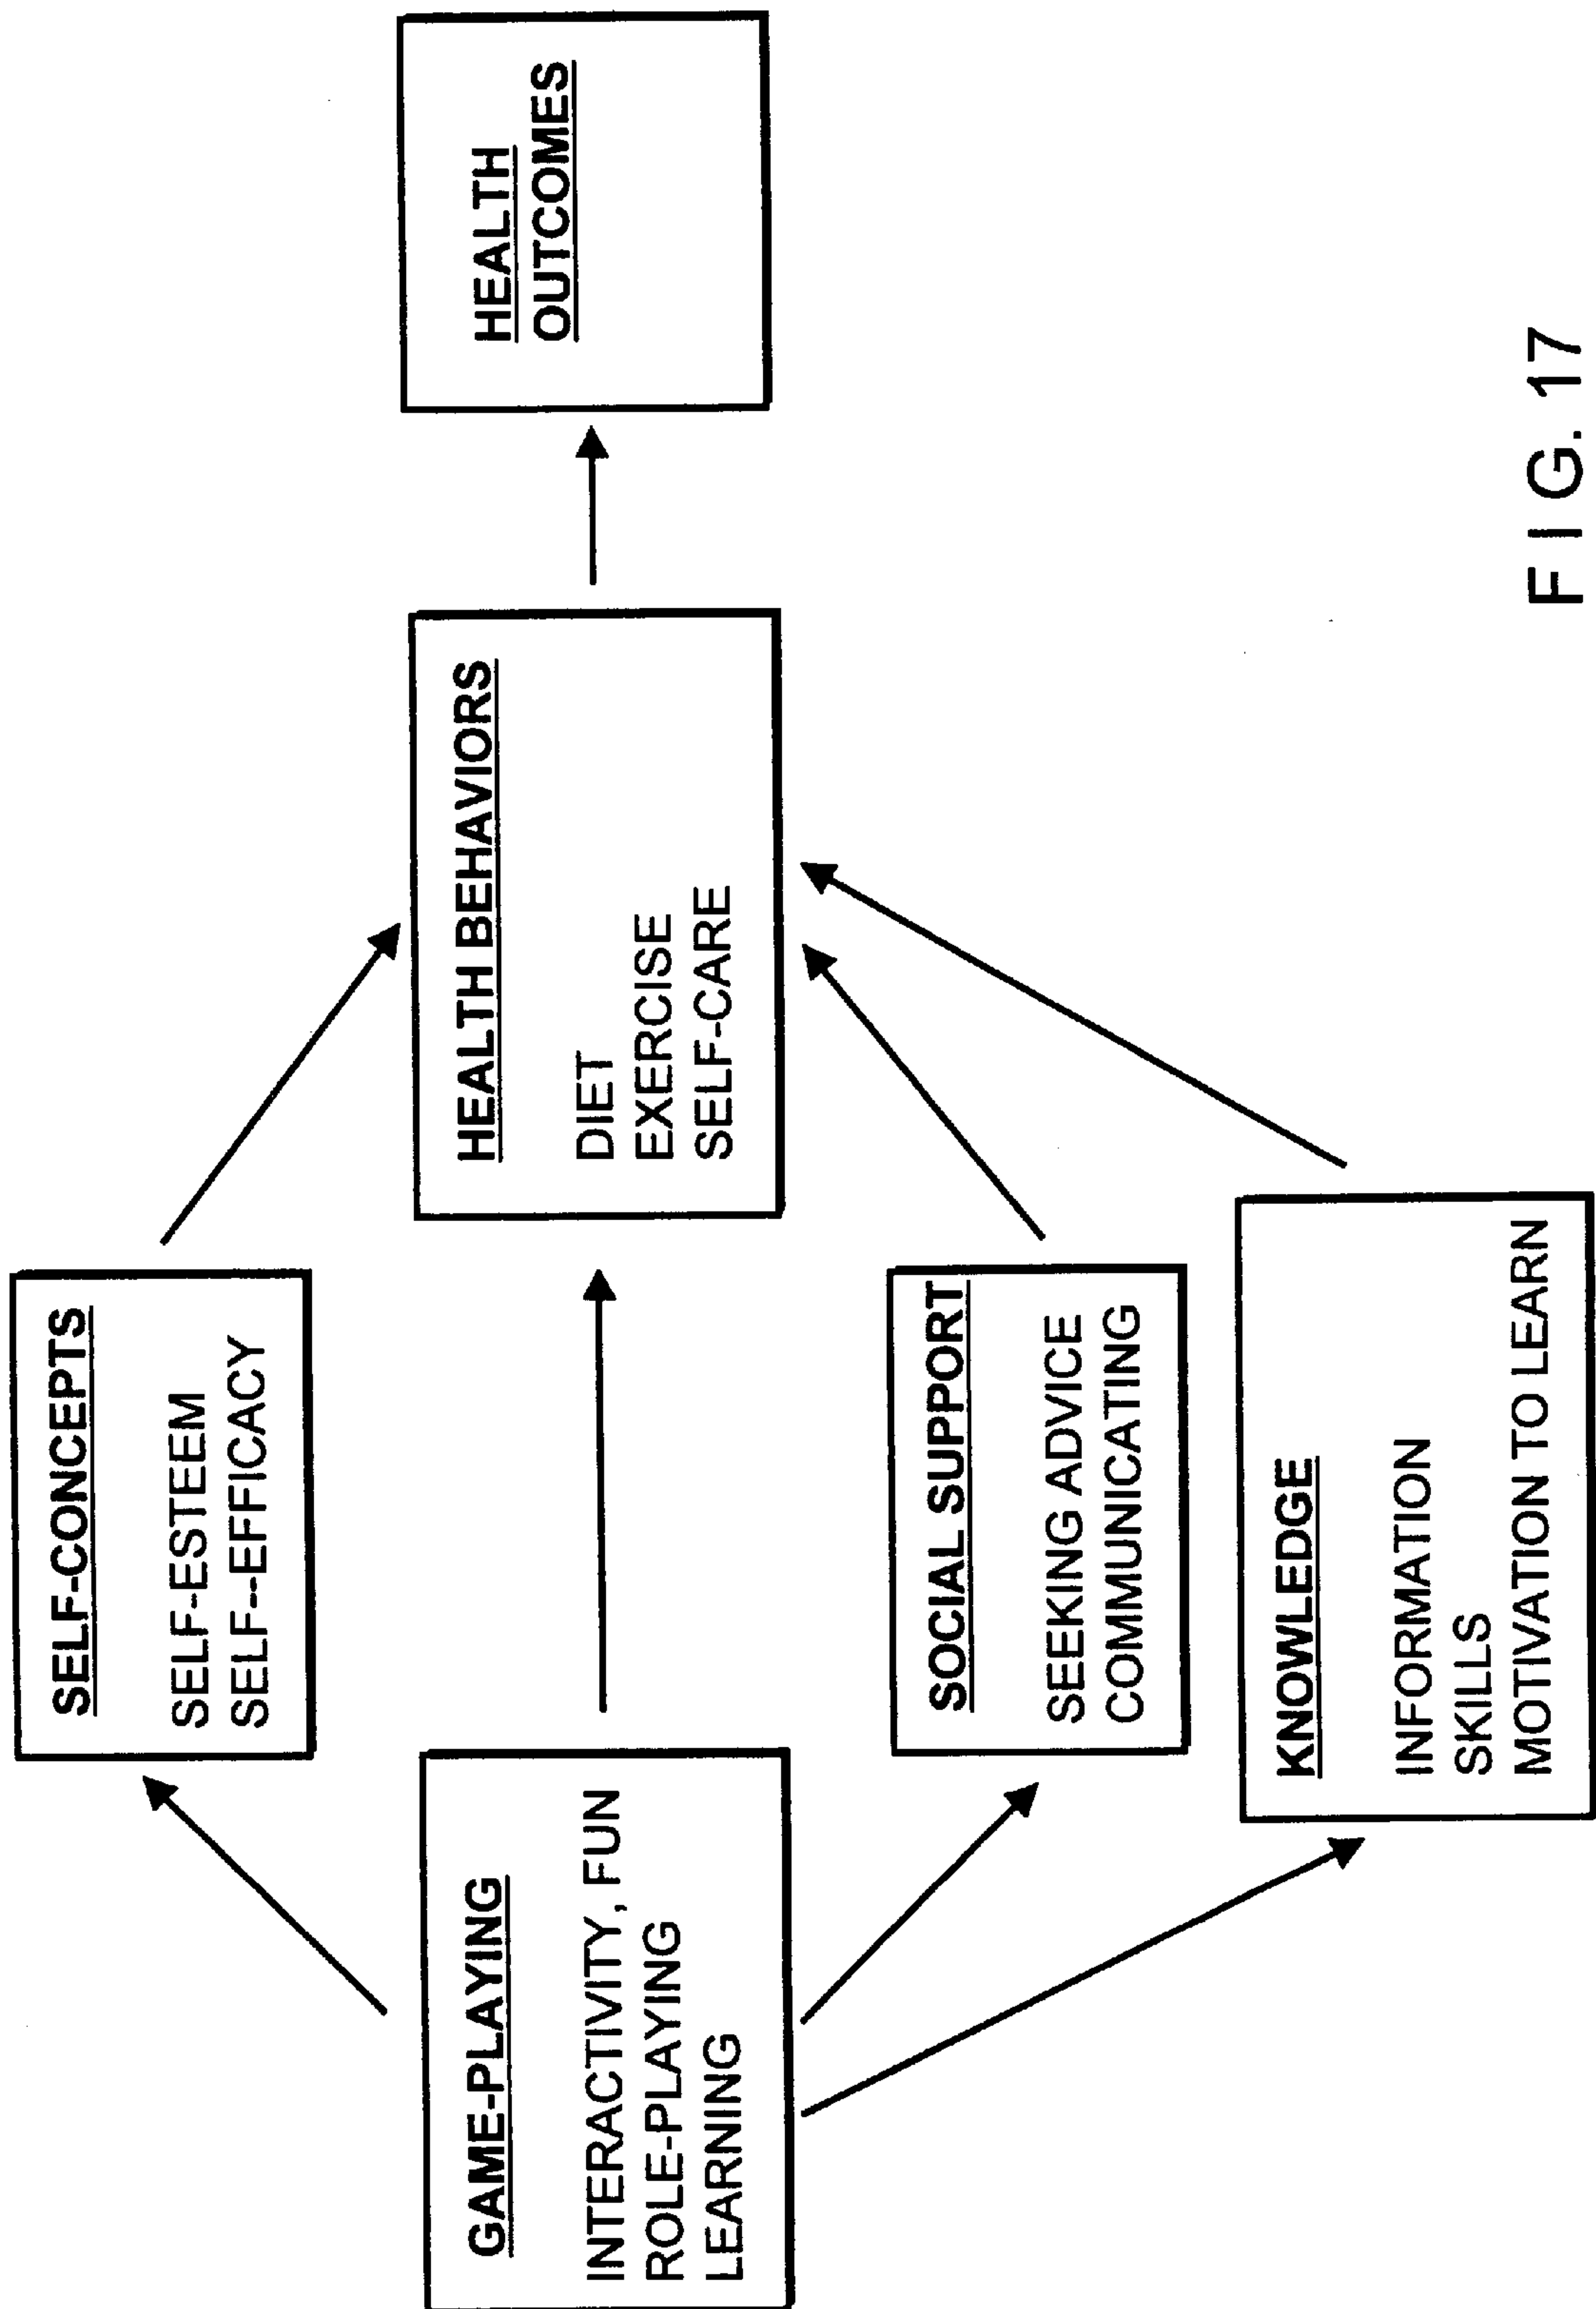 SELF-CONCEPTS
SELF-ESTEEM
SELF--EFFICACY
GAME-PLAYING
INTERACTIVITY, FUN
ROLE-PLAYING
LEARNING
HEALTH BEHAVIORS
DIET
EXERCISE
SELF-CARE
HEALTH
OUTCOMES
SOCIAL SUPPORT
SEEKING ADVICE
COMMUNICATING
KNOWLEDGE
INFORMATION
SKILLS
MOTIVATION TO LEARN
FIG. 17